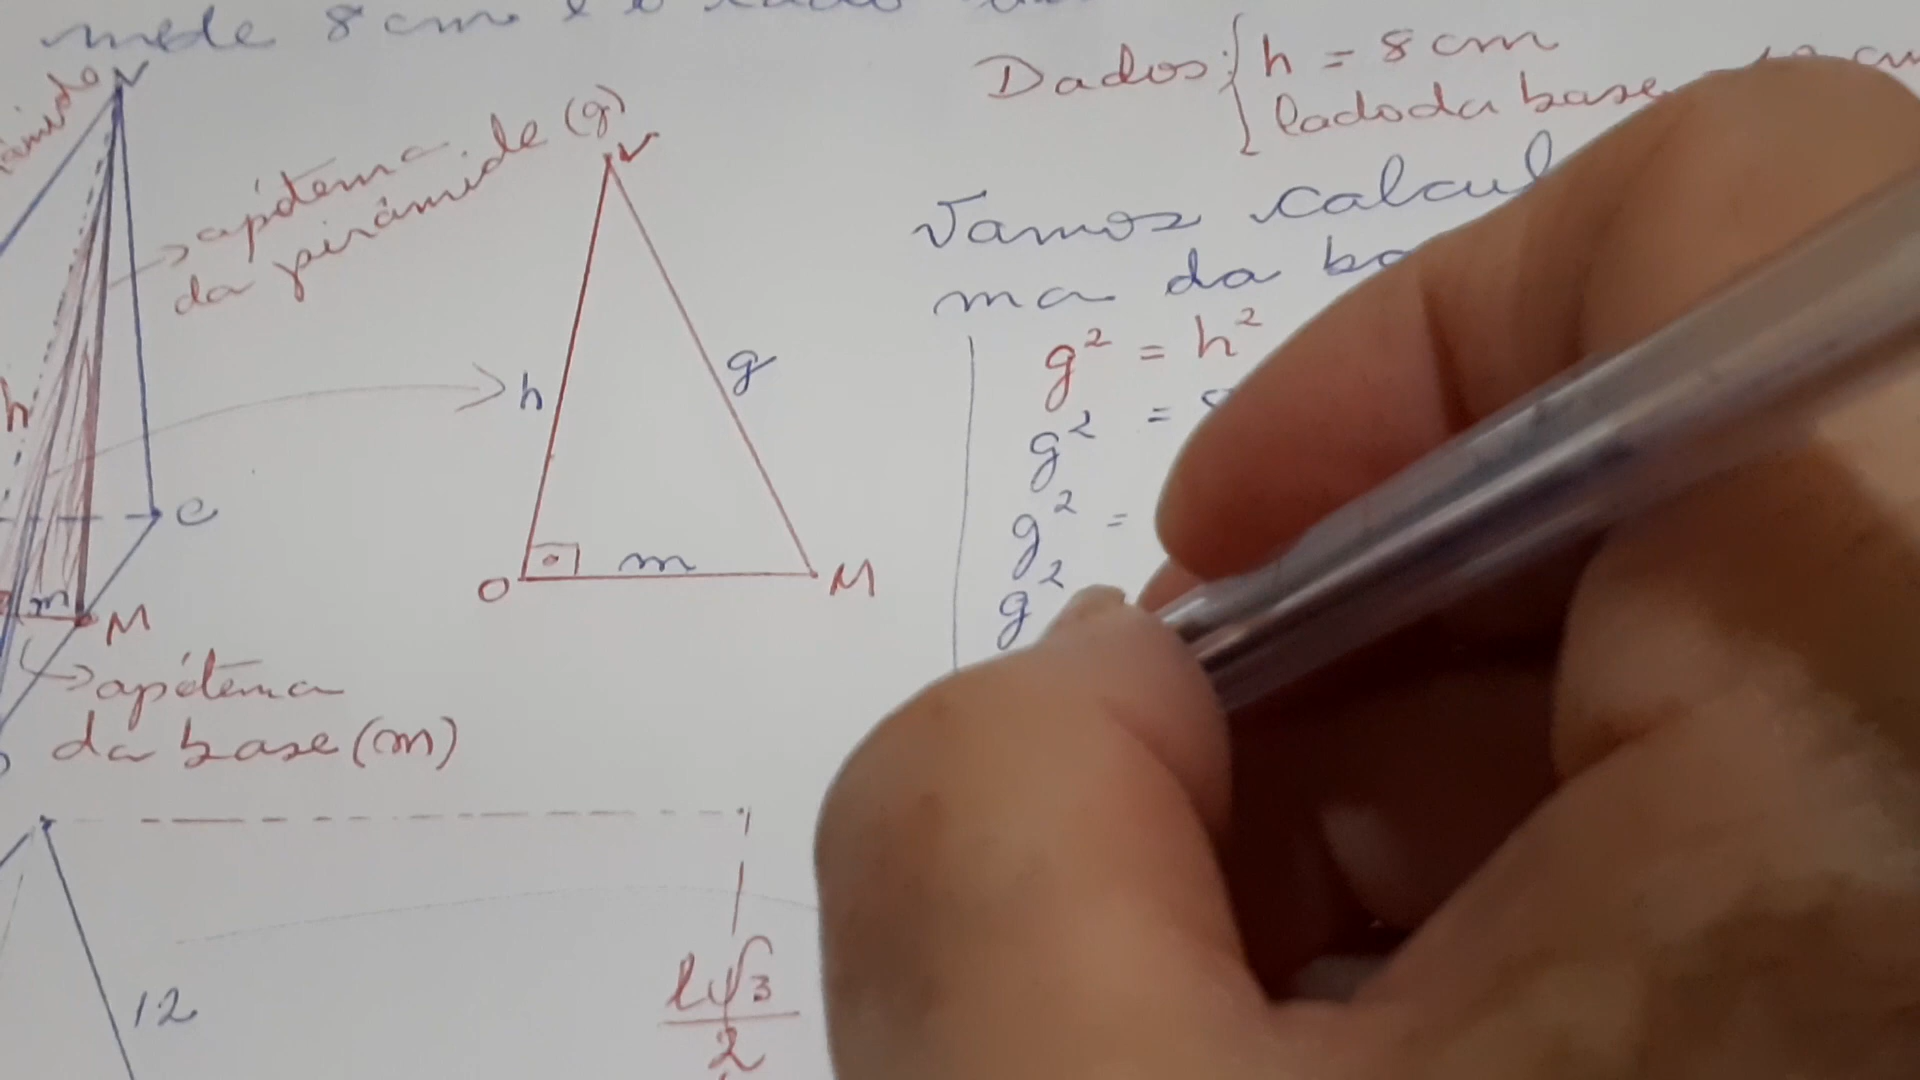 mede 8 cm e o
Dados: h = 8 cm
lado da base
V
apótema
da pirâmide (g)
V
Vamos calcul
ma da ba
g² = h²
g² =
g² =
g²
h
h
g
C
m
O
M
m
M
apótema
da base (m)
12
l√3
2